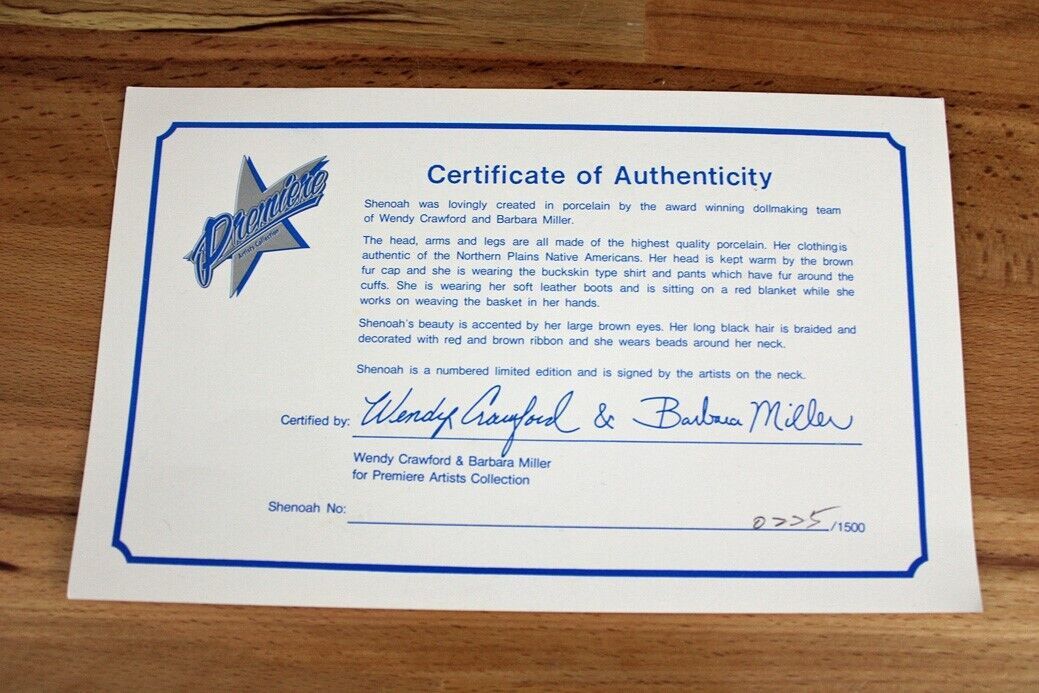 Premiere
Artists Collection
Certificate of Authenticity
Shenoah was lovingly created in porcelain by the award winning dollmaking team
of Wendy Crawford and Barbara Miller.
The head, arms and legs are all made of the highest quality porcelain. Her clothing is
authentic of the Northern Plains Native Americans. Her head is kept warm by the brown
fur cap and she is wearing the buckskin type shirt and pants which have fur around the
cuffs. She is wearing her soft leather boots and is sitting on a red blanket while she
works on weaving the basket in her hands.
Shenoah's beauty is accented by her large brown eyes. Her long black hair is braided and
decorated with red and brown ribbon and she wears beads around her neck.
Shenoah is a numbered limited edition and is signed by the artists on the neck.
Certified by: Wendy Crawford & Barbara Miller
Wendy Crawford & Barbara Miller
for Premiere Artists Collection
Shenoah No: 0225/1500